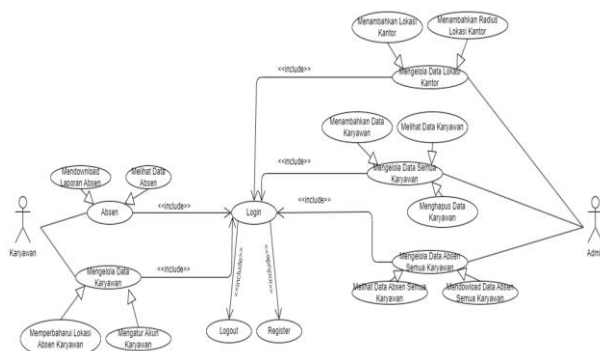 Menambahkan Lokasi
Kantor
Menambahkan Radius
Lokasi Kantor
<<include>>
Mengelola Data Lokasi
Kantor
Menambahkan Data
Karyawan
Melihat Data Karyawan
<<include>>
Mengelola Data Semua
Karyawan
Menghapus Data
Karyawan
Mendownload
Laporan Absen
Melihat Data
Absen
Absen
<<include>>
Login
<<include>>
Karyawan
Admin
Mengelola Data
Karyawan
<<include>>
Mengelola Data Absen
Semua Karyawan
Melihat Data Absen Semua
Karyawan
Mendowload Data Absen
Semua Karyawan
<<include>>
<<include>>
Memperbaharui Lokasi
Absen Karyawan
Mengatur Akun
Karyawan
Logout
Register